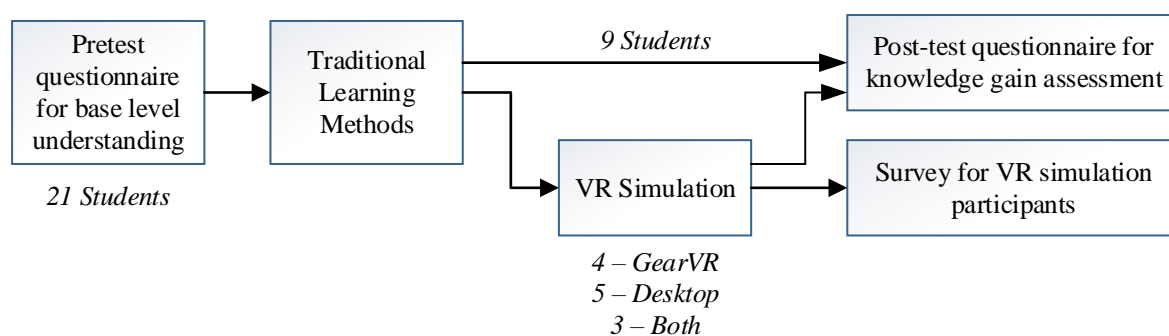 Pretest
questionnaire
for base level
understanding
21 Students
Traditional
Learning
Methods
9 Students
VR Simulation
4 – GearVR
5 – Desktop
3 – Both
Post-test questionnaire for
knowledge gain assessment
Survey for VR simulation
participants